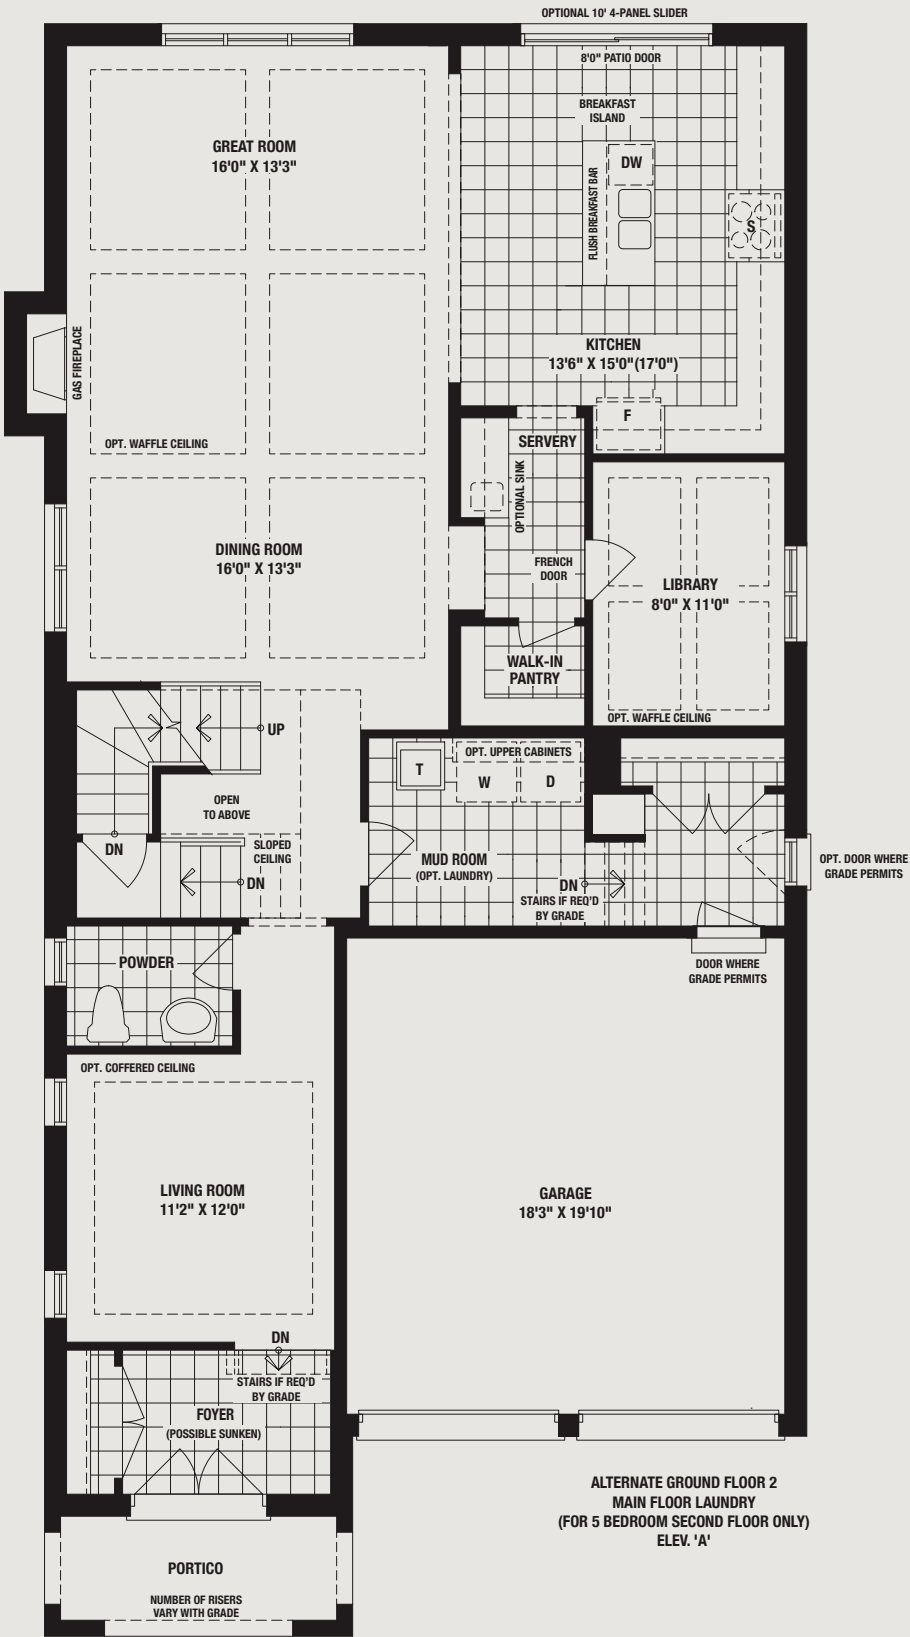 OPTIONAL 10' 4-PANEL SLIDER
8'0" PATIO DOOR
BREAKFAST
ISLAND
GREAT ROOM
16'0" X 13'3"
DW
FLUSH BREAKFAST BAR
S
KITCHEN
13'6" X 15'0"(17'0")
GAS FIREPLACE
F
OPT. WAFFLE CEILING
SERVERY
OPTIONAL SINK
DINING ROOM
16'0" X 13'3"
FRENCH
DOOR
LIBRARY
8'0" X 11'0"
WALK-IN
PANTRY
OPT. WAFFLE CEILING
UP
OPT. UPPER CABINETS
T
W
D
OPEN
TO ABOVE
DN
SLOPED
CEILING
MUD ROOM
(OPT. LAUNDRY)
OPT. DOOR WHERE
GRADE PERMITS
DN
DN
STAIRS IF REQ'D
BY GRADE
POWDER
DOOR WHERE
GRADE PERMITS
OPT. COFFERED CEILING
LIVING ROOM
11'2" X 12'0"
GARAGE
18'3" X 19'10"
DN
STAIRS IF REQ'D
BY GRADE
FOYER
(POSSIBLE SUNKEN)
ALTERNATE GROUND FLOOR 2
MAIN FLOOR LAUNDRY
(FOR 5 BEDROOM SECOND FLOOR ONLY)
ELEV. 'A'
PORTICO
NUMBER OF RISERS
VARY WITH GRADE